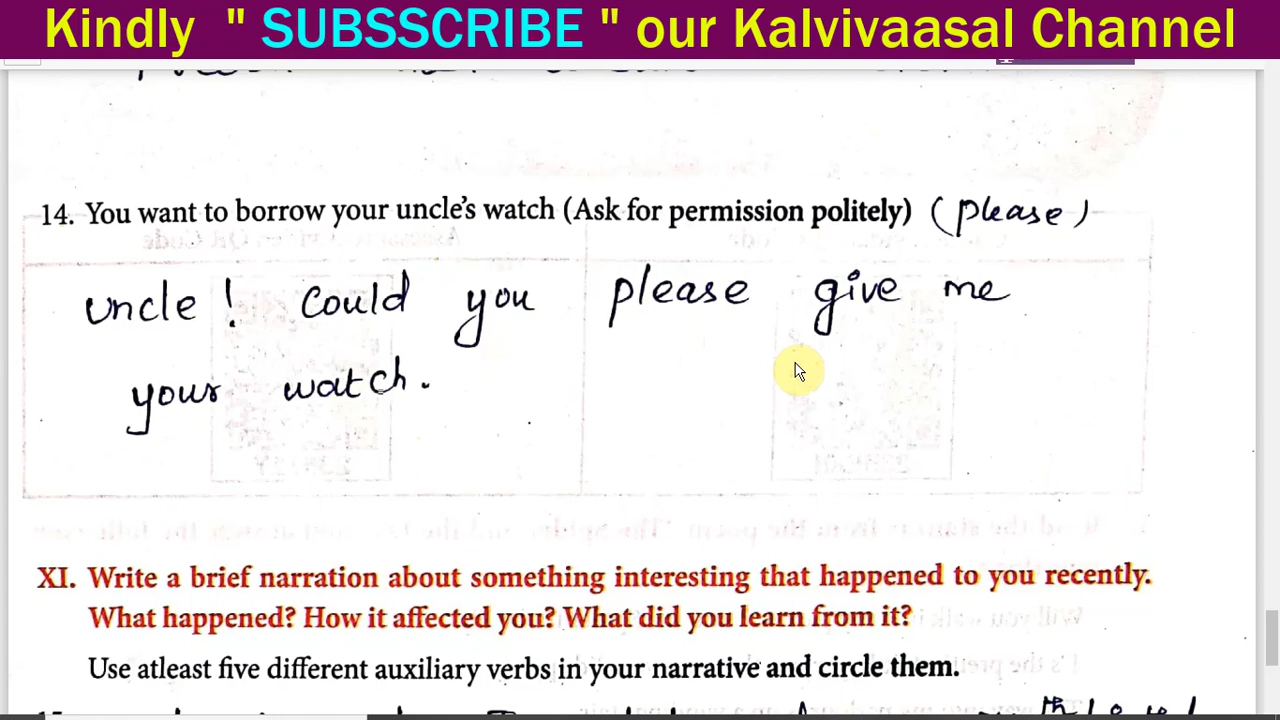 Kindly " SUBSSCRIBE " our Kalvivaasal Channel
14. You want to borrow your uncle's watch (Ask for permission politely) (please)
uncle! Could you please give me
your watch.
XI. Write a brief narration about something interesting that happened to you recently.
What happened? How it affected you? What did you learn from it?
Use atleast five different auxiliary verbs in your narrative and circle them.